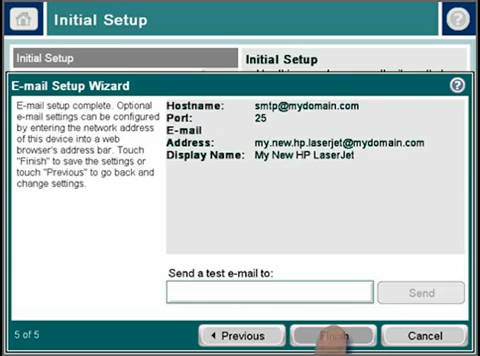 Initial Setup
?
Initial Setup
Initial Setup
E-mail Setup Wizard
?
E-mail setup complete. Optional
e-mail settings can be configured
by entering the network address
of this device into a web
browser's address bar. Touch
"Finish" to save the settings or
touch "Previous" to go back and
change settings.
Hostname: smtp@mydomain.com
Port: 25
E-mail
Address: my.new.hp.laserjet@mydomain.com
Display Name: My New HP LaserJet
Send a test e-mail to:
Send
5 of 5
Previous
Finish
Cancel